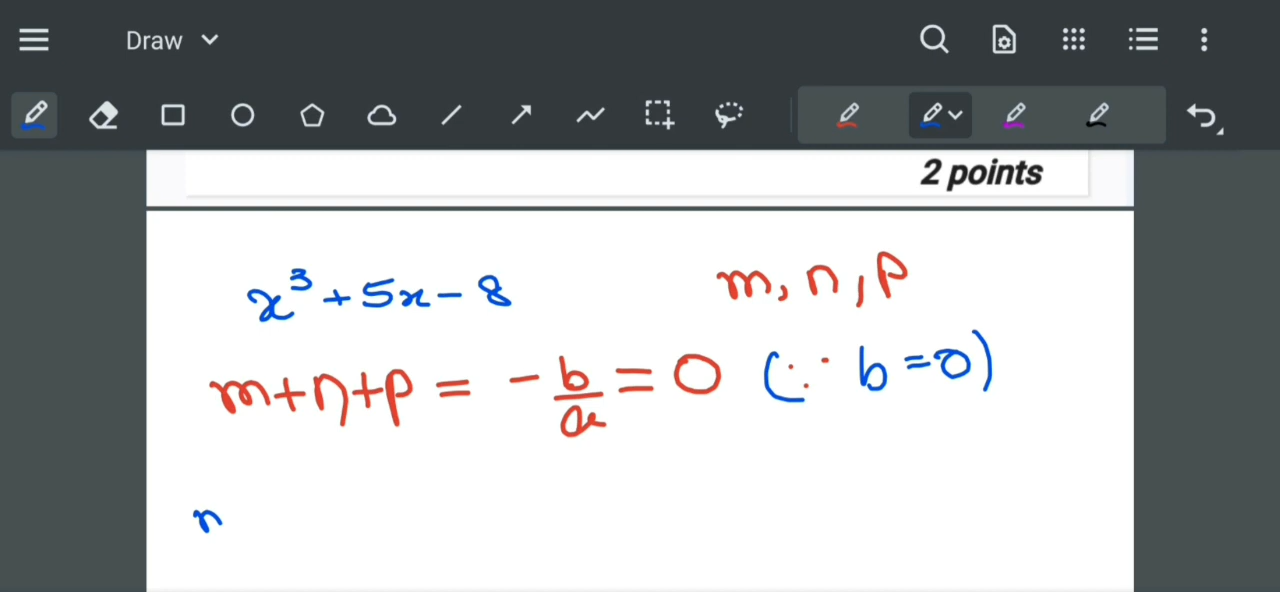 Draw
2 points
x³ + 5x - 8
m, n, p
m+n+p = -b/a = 0 (∵ b = 0)
n